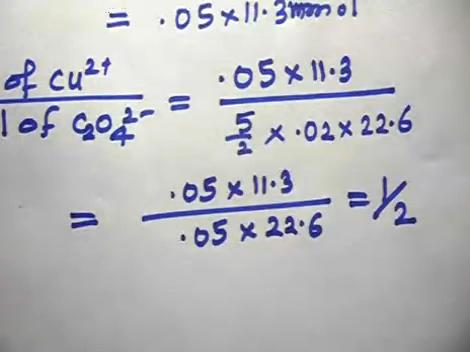 = .05 × 11.3 mmol
of Cu²⁺ / l of C₂O₄²⁻ = .05 × 11.3 / 5/2 × .02 × 22.6
= .05 × 11.3 / .05 × 22.6 = 1/2